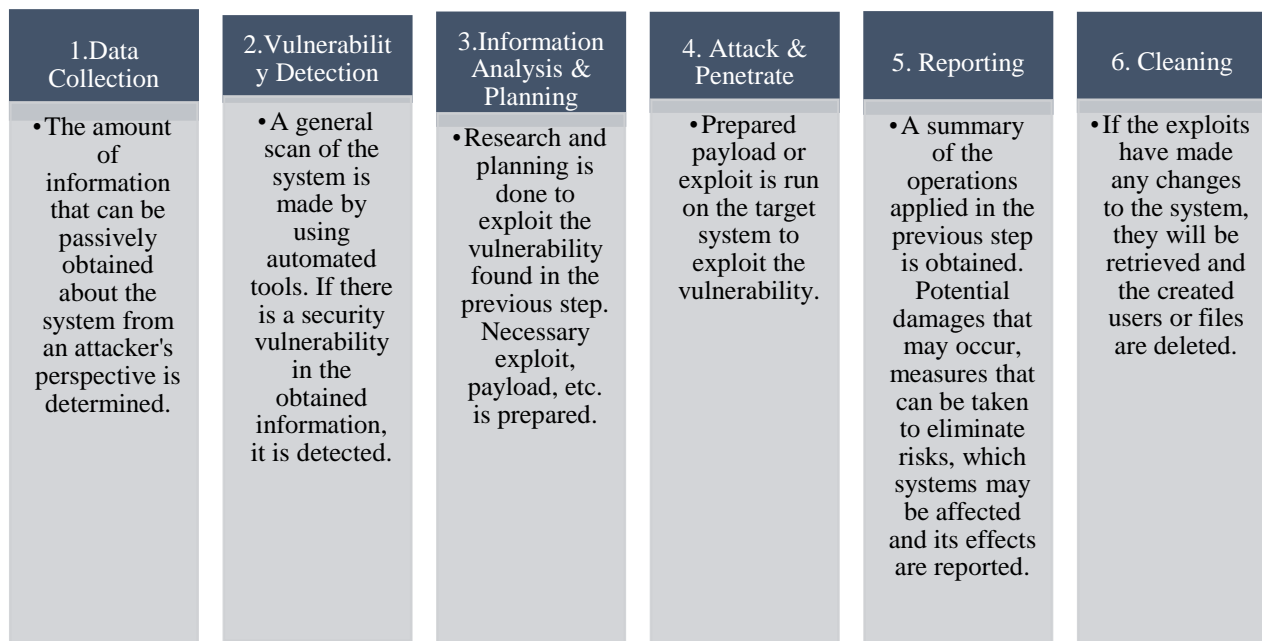 1.Data
Collection
•The amount
of
information
that can be
passively
obtained
about the
system from
an attacker's
perspective is
determined.
2.Vulnerabilit
y Detection
•A general
scan of the
system is
made by
using
automated
tools. If there
is a security
vulnerability
in the
obtained
information,
it is detected.
3.Information
Analysis &
Planning
•Research and
planning is
done to
exploit the
vulnerability
found in the
previous step.
Necessary
exploit,
payload, etc.
is prepared.
4. Attack &
Penetrate
•Prepared
payload or
exploit is run
on the target
system to
exploit the
vulnerability.
5. Reporting
•A summary
of the
operations
applied in the
previous step
is obtained.
Potential
damages that
may occur,
measures that
can be taken
to eliminate
risks, which
systems may
be affected
and its effects
are reported.
6. Cleaning
•If the exploits
have made
any changes
to the system,
they will be
retrieved and
the created
users or files
are deleted.